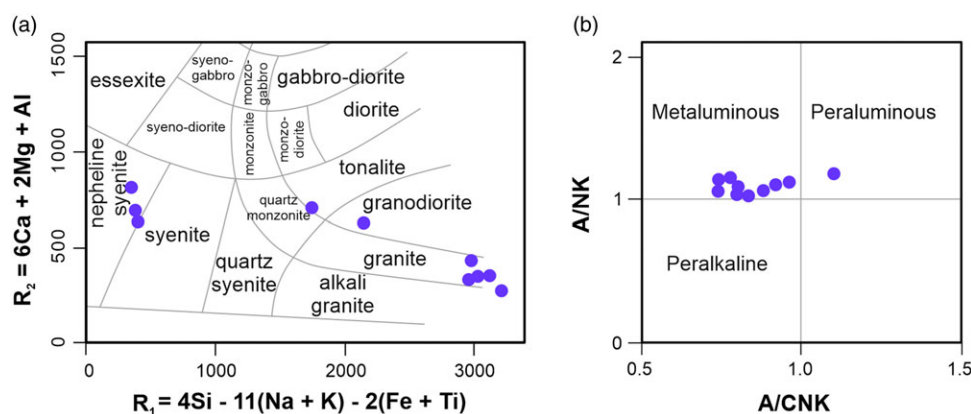 (a)
1500
1000
500
0
R2 = 6Ca + 2Mg + Al
essexite
syeno-
gabbro
monzo-
gabbro
gabbro-diorite
diorite
syeno-diorite
monzonite
monzo-
diorite
tonalite
nepheline
syenite
syenite
quartz
monzonite
granodiorite
quartz
syenite
granite
alkali
granite
0
1000
2000
3000
R1 = 4Si - 11(Na + K) - 2(Fe + Ti)
(b)
2
1
0
A/NK
Metaluminous
Peraluminous
Peralkaline
0.5
1.0
1.5
A/CNK